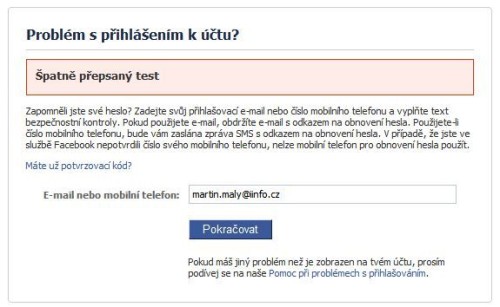 Problém s přihlášením k účtu?
Špatně přepsaný test
Zapomněli jste své heslo? Zadejte svůj přihlašovací e-mail nebo číslo mobilního telefonu a vyplňte text
bezpečnostní kontroly. Pokud použijete e-mail, obdržíte e-mail s odkazem na obnovení hesla. Použijete-li
číslo mobilního telefonu, bude vám zaslána zpráva SMS s odkazem na obnovení hesla. V případě, že jste ve
službě Facebook nepotvrdili číslo svého mobilního telefonu, nelze mobilní telefon pro obnovení hesla použít.
Máte už potvrzovací kód?
E-mail nebo mobilní telefon: martin.maly@iinfo.cz
Pokračovat
Pokud máš jiný problém než je zobrazen na tvém účtu, prosim
podívej se na naše Pomoc při problémech s přihlašováním.